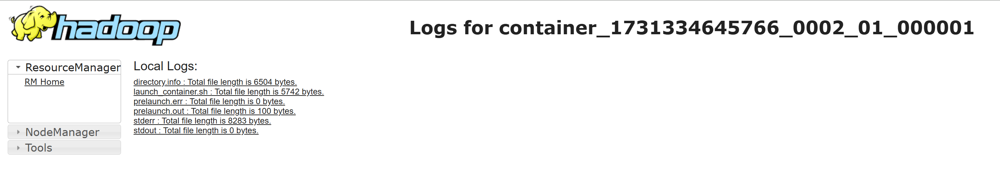 hadoop
Logs for container_1731334645766_0002_01_000001
ResourceManager
RM Home
NodeManager
Tools
Local Logs:
directory.info : Total file length is 6504 bytes.
launch_container.sh : Total file length is 5742 bytes.
prelaunch.err : Total file length is 0 bytes.
prelaunch.out : Total file length is 100 bytes.
stderr : Total file length is 8283 bytes.
stdout : Total file length is 0 bytes.